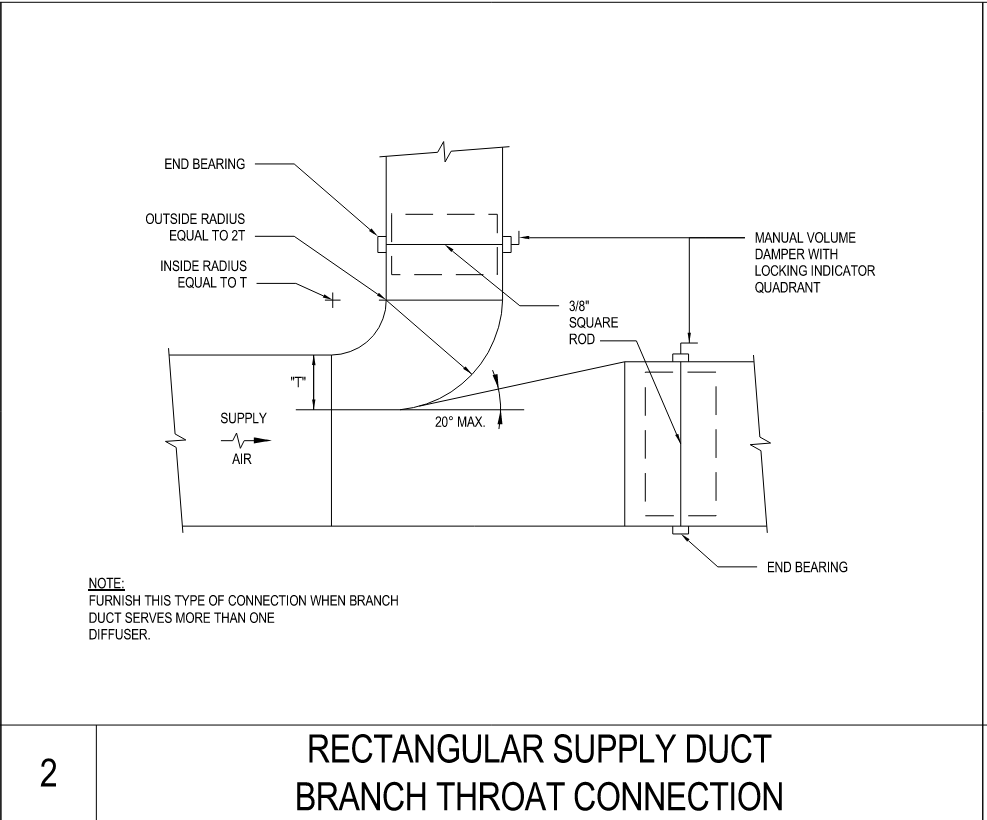 END BEARING
OUTSIDE RADIUS
EQUAL TO 2T
INSIDE RADIUS
EQUAL TO T
MANUAL VOLUME
DAMPER WITH
LOCKING INDICATOR
QUADRANT
3/8"
SQUARE
ROD
"T"
SUPPLY
AIR
20° MAX.
END BEARING
NOTE:
FURNISH THIS TYPE OF CONNECTION WHEN BRANCH
DUCT SERVES MORE THAN ONE
DIFFUSER.
2
RECTANGULAR SUPPLY DUCT
BRANCH THROAT CONNECTION